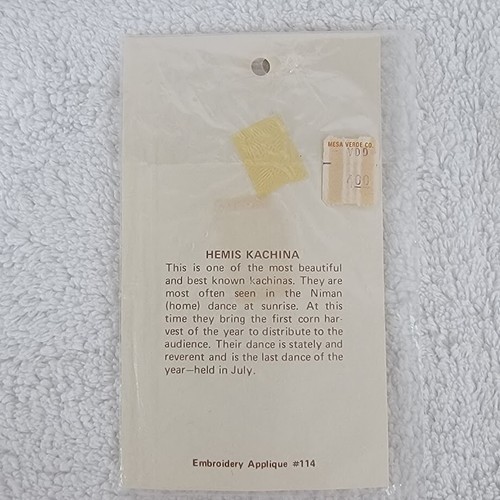 MESA VERDE CO.
HEMIS KACHINA
This is one of the most beautiful
and best known kachinas. They are
most often seen in the Niman
(home) dance at sunrise. At this
time they bring the first corn har-
vest of the year to distribute to the
audience. Their dance is stately and
reverent and is the last dance of the
year—held in July.
Embroidery Applique #114